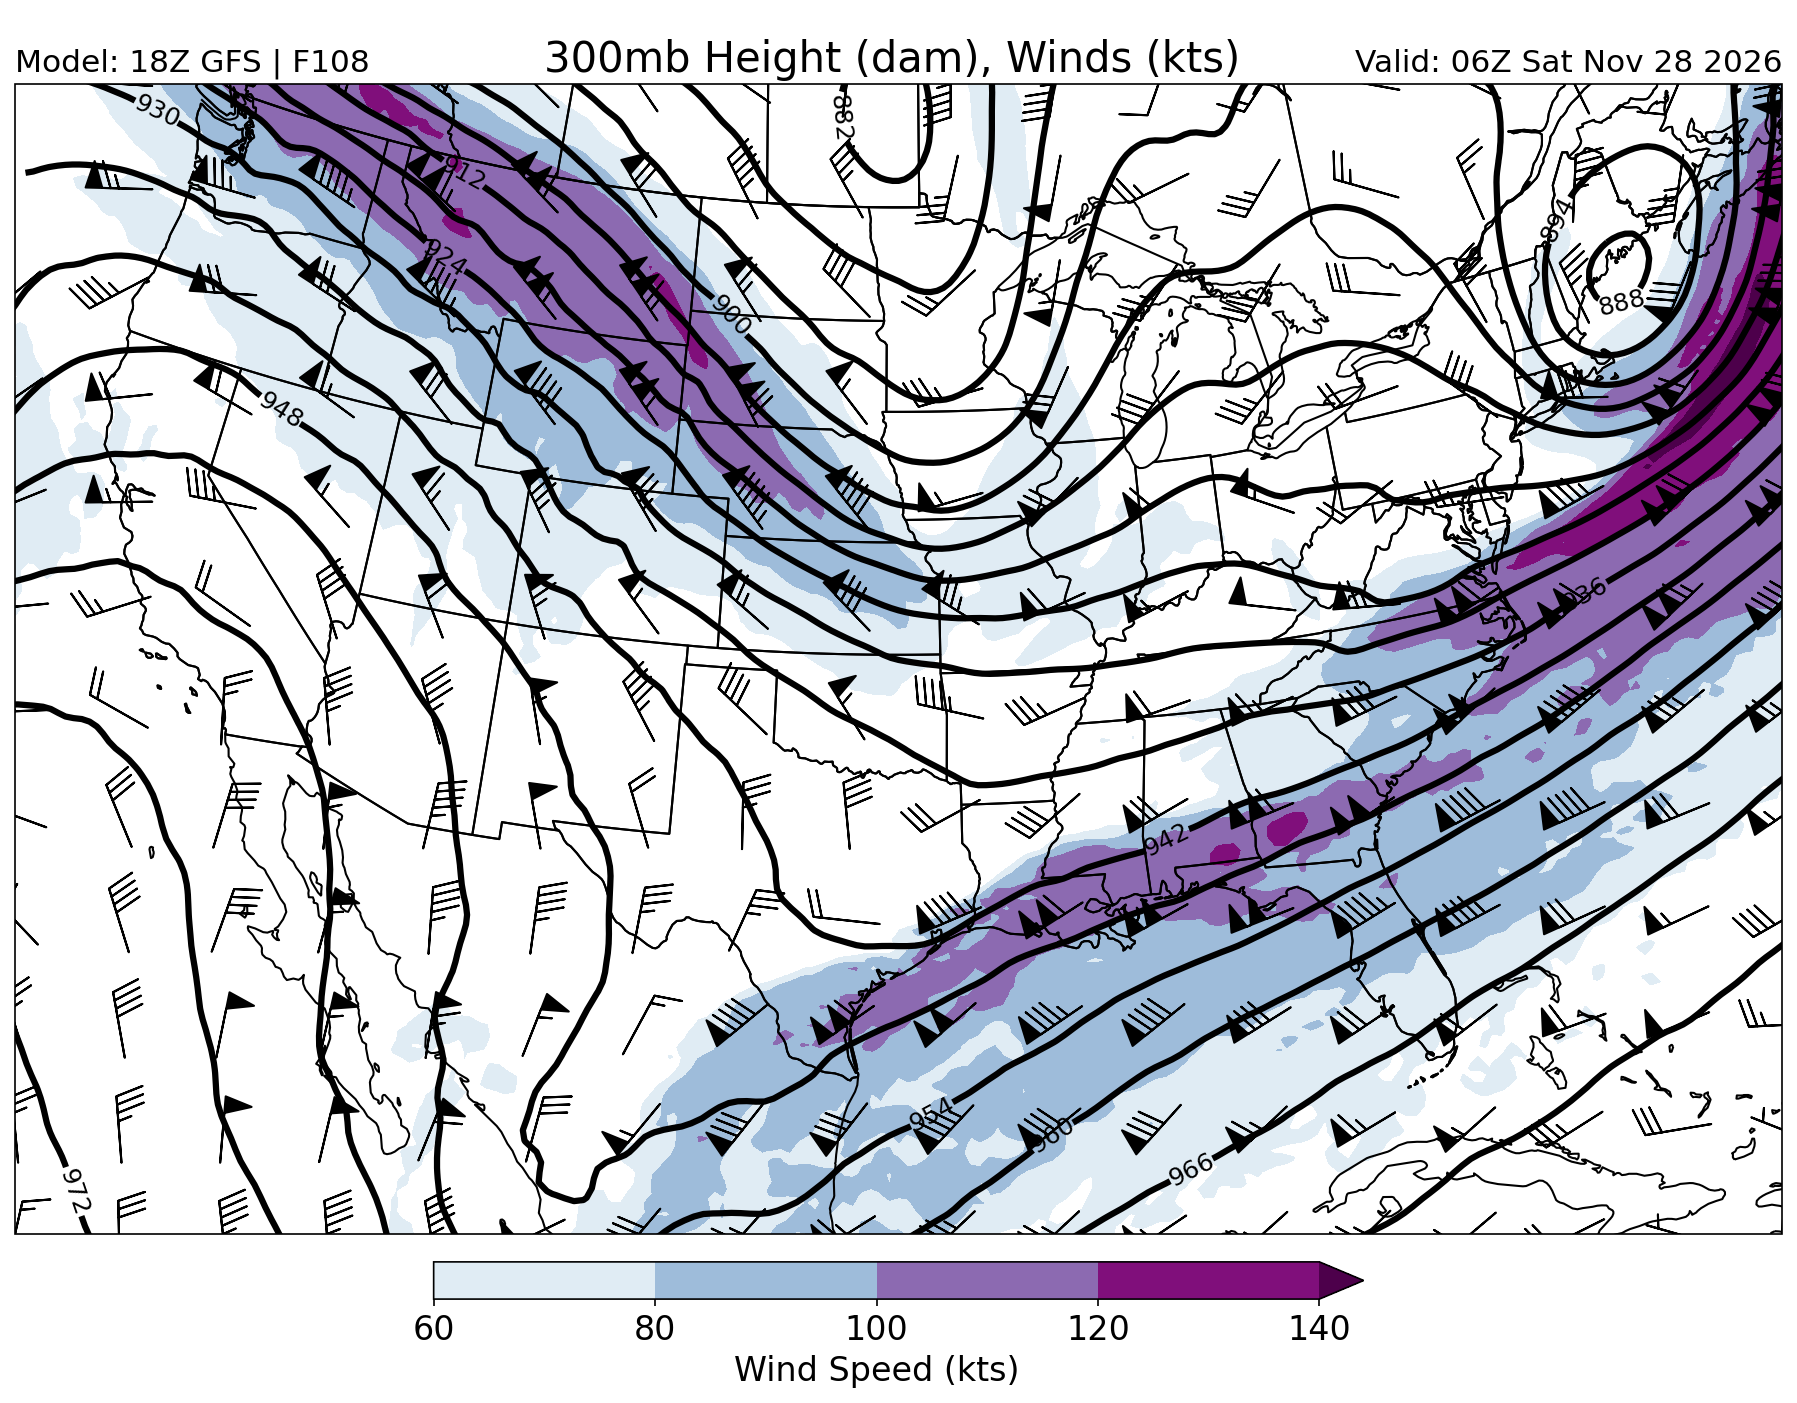 Model: 18Z GFS | F108
300mb Height (dam), Winds (kts)
Valid: 06Z Sat Nov 28 2026
930
882
912
894
924
888
900
948
936
942
954
960
966
972
60 80 100 120 140
Wind Speed (kts)